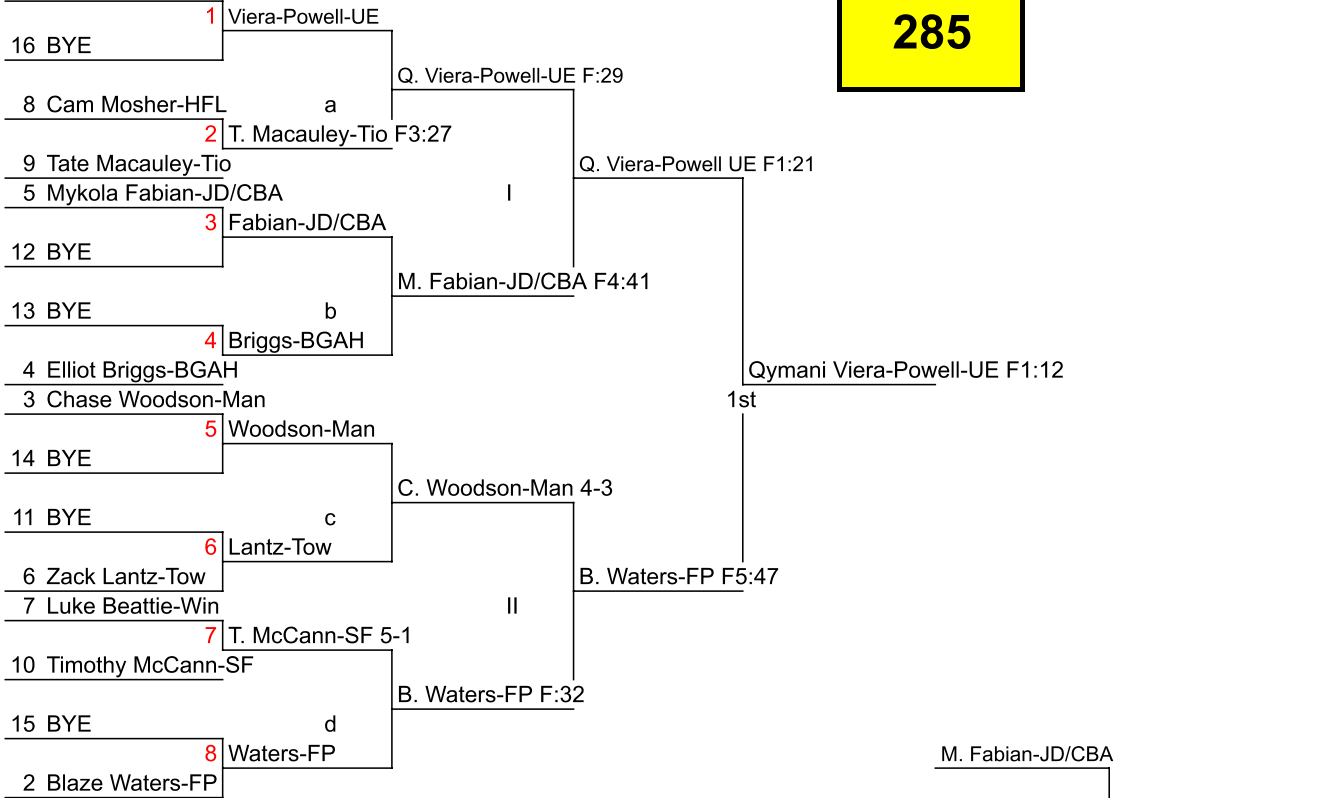 285
1 Viera-Powell-UE
16 BYE
Q. Viera-Powell-UE F:29
8 Cam Mosher-HFL
a
2 T. Macauley-Tio F3:27
9 Tate Macauley-Tio
Q. Viera-Powell UE F1:21
5 Mykola Fabian-JD/CBA
I
3 Fabian-JD/CBA
12 BYE
M. Fabian-JD/CBA F4:41
13 BYE
b
4 Briggs-BGAH
4 Elliot Briggs-BGAH
Qymani Viera-Powell-UE F1:12
3 Chase Woodson-Man
1st
5 Woodson-Man
14 BYE
C. Woodson-Man 4-3
11 BYE
c
6 Lantz-Tow
6 Zack Lantz-Tow
B. Waters-FP F5:47
7 Luke Beattie-Win
II
7 T. McCann-SF 5-1
10 Timothy McCann-SF
B. Waters-FP F:32
15 BYE
d
8 Waters-FP
M. Fabian-JD/CBA
2 Blaze Waters-FP